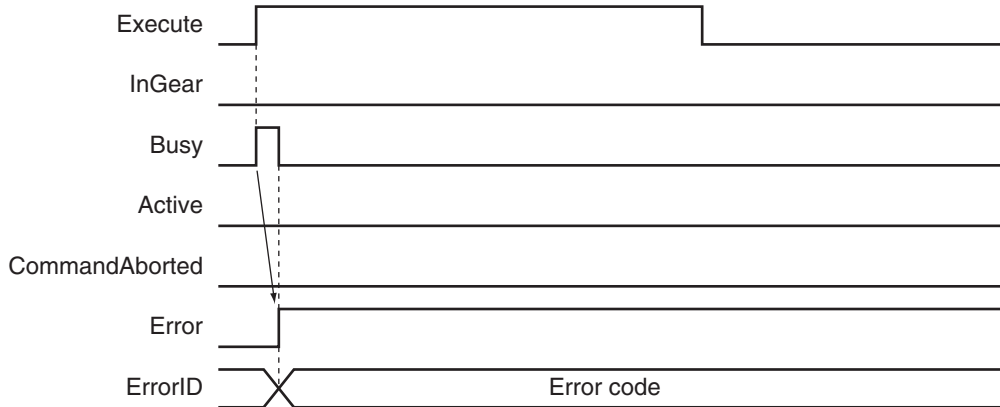 Execute
InGear
Busy
Active
CommandAborted
Error
ErrorID
Error code